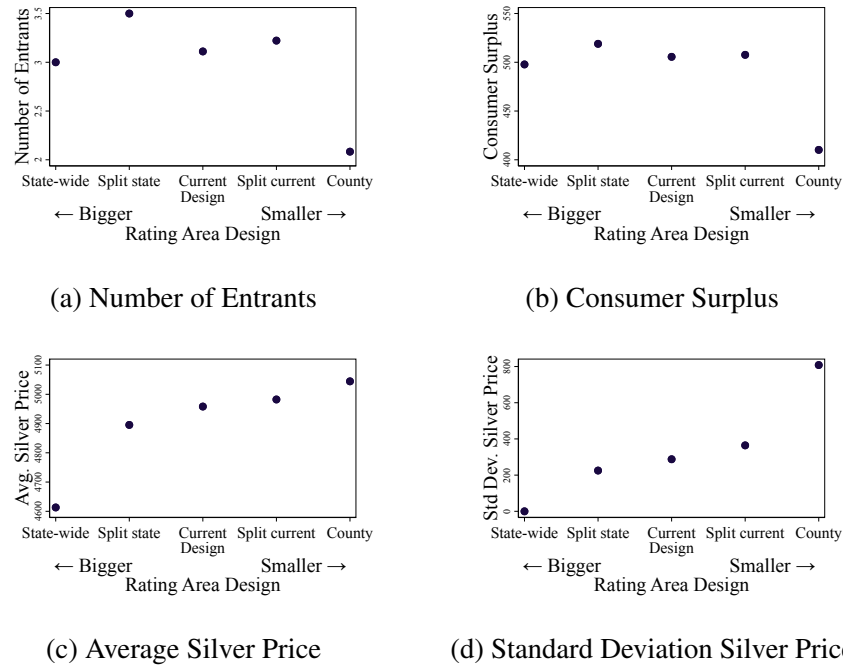 Number of Entrants
3.5
3
2.5
2
State-wide Split state Current Design Split current County
← Bigger Smaller →
Rating Area Design
(a) Number of Entrants
Consumer Surplus
550
500
450
400
State-wide Split state Current Design Split current County
← Bigger Smaller →
Rating Area Design
(b) Consumer Surplus
Avg. Silver Price
5100
5000
4900
4800
4700
4600
State-wide Split state Current Design Split current County
← Bigger Smaller →
Rating Area Design
(c) Average Silver Price
Std Dev. Silver Price
800
600
400
200
0
State-wide Split state Current Design Split current County
← Bigger Smaller →
Rating Area Design
(d) Standard Deviation Silver Price